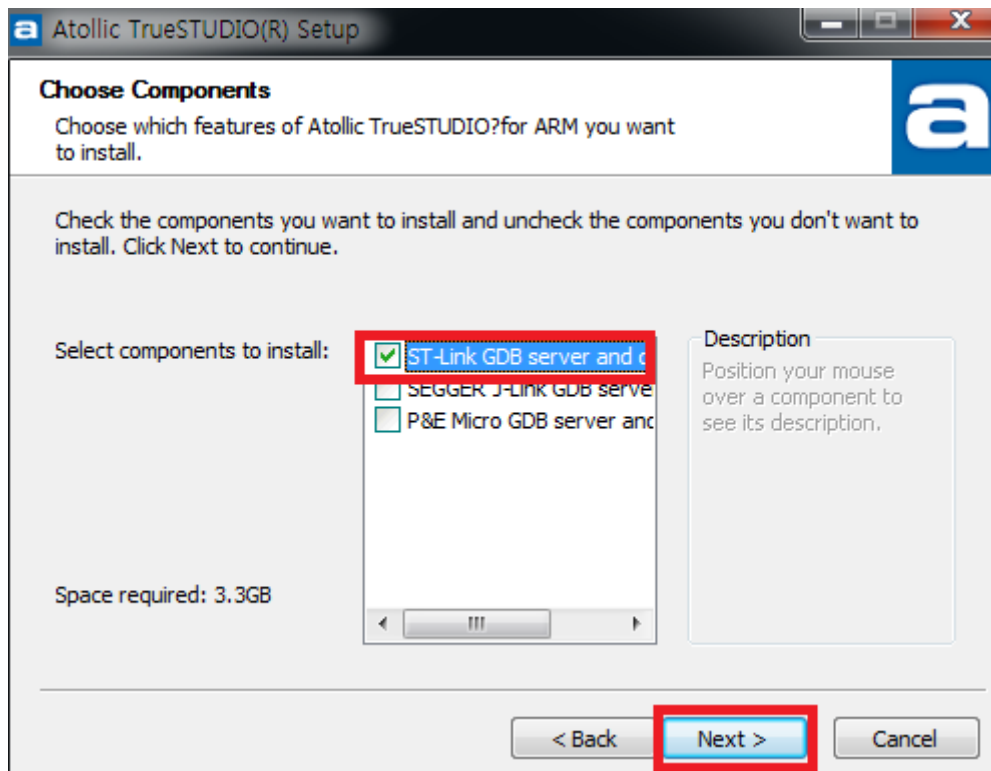 a Atollic TrueSTUDIO(R) Setup
Choose Components
Choose which features of Atollic TrueSTUDIO?for ARM you want
to install.
a
Check the components you want to install and uncheck the components you don't want to
install. Click Next to continue.
Select components to install:
ST-Link GDB server and
SEGGER J-Link GDB serve
P&E Micro GDB server and
Description
Position your mouse
over a component to
see its description.
Space required: 3.3GB
< Back
Next >
Cancel